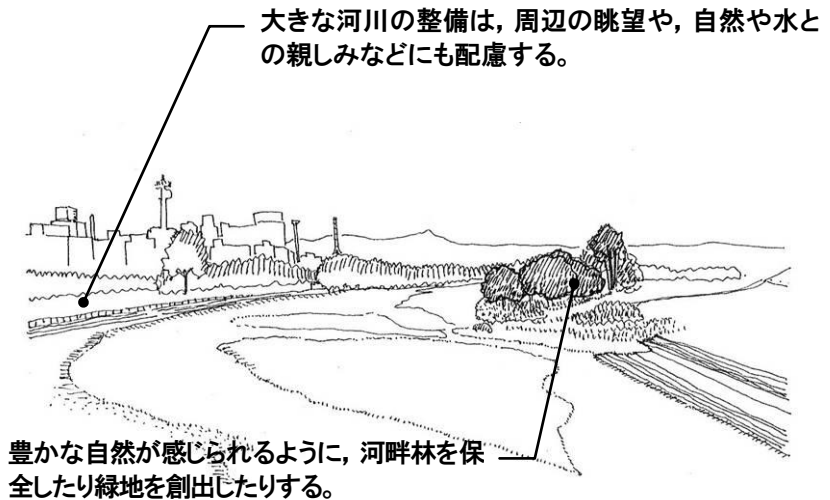 大きな河川の整備は，周辺の眺望や，自然や水と
の親しみなどにも配慮する。
豊かな自然が感じられるように，河畔林を保
全したり緑地を創出したりする。